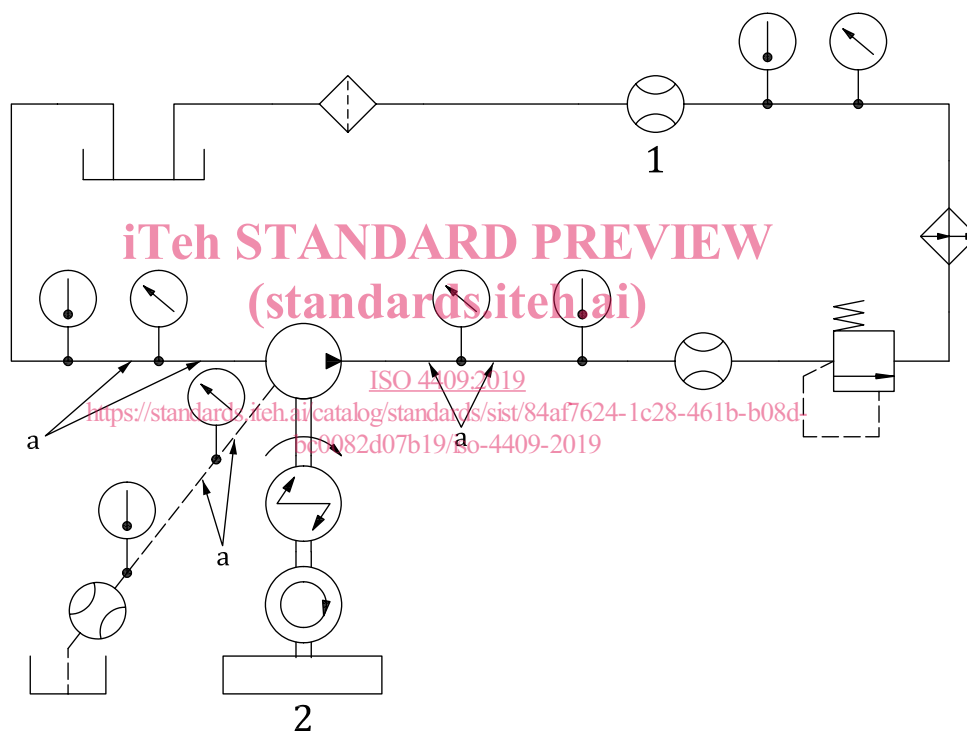 1
iTeh STANDARD PREVIEW
(standards.iteh.ai)
ISO 4409:2019
https://standards.iteh.ai/catalog/standards/sist/84af7624-1c28-461b-b08d-
bc0082d07b19/iso-4409-2019
a
a
a
2